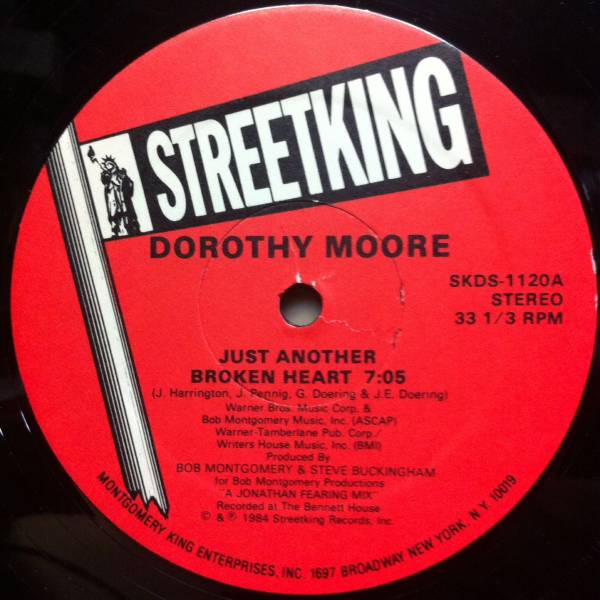 STREETKING
DOROTHY MOORE
SKDS-1120A
STEREO
33 1/3 RPM
JUST ANOTHER
BROKEN HEART 7:05
(J. Harrington, J. Pennig, G. Doering & J.E. Doering)
Warner Bros. Music Corp. &
Bob Montgomery Music, Inc. (ASCAP)
Warner-Tamberlane Pub. Corp./
Writers House Music, Inc. (BMI)
Produced By
BOB MONTGOMERY & STEVE BUCKINGHAM
for Bob Montgomery Productions
"A JONATHAN FEARING MIX"
Recorded at The Bennett House
© & ℗ 1984 Streetking Records, Inc.
MONTGOMERY KING ENTERPRISES, INC. 1697 BROADWAY NEW YORK, N.Y. 10019